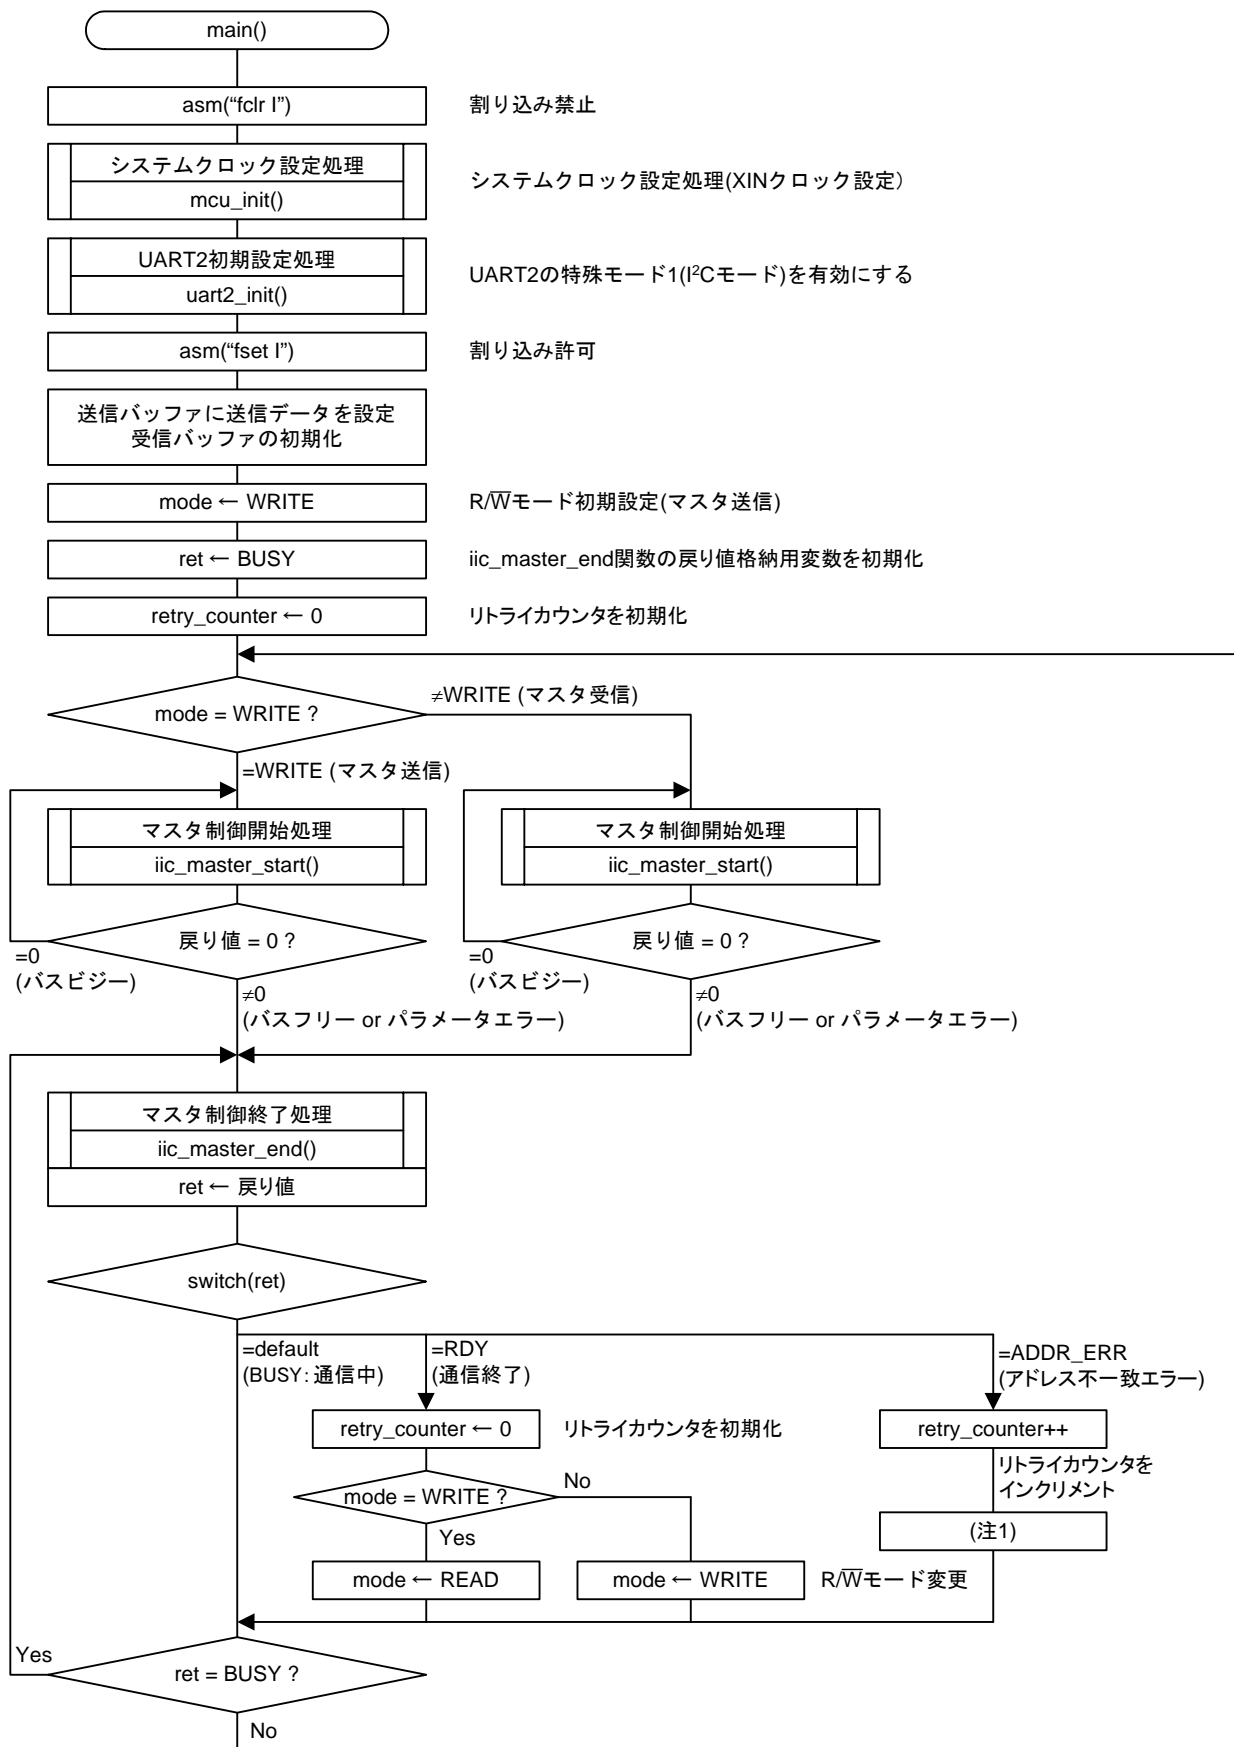 main()
asm(“fclr I”)
割り込み禁止
システムクロック設定処理
mcu_init()
システムクロック設定処理(XINクロック設定)
UART2初期設定処理
uart2_init()
UART2の特殊モード1(I²Cモード)を有効にする
asm(“fset I”)
割り込み許可
送信バッファに送信データを設定
受信バッファの初期化
mode ← WRITE
R/W̅モード初期設定(マスタ送信)
ret ← BUSY
iic_master_end関数の戻り値格納用変数を初期化
retry_counter ← 0
リトライカウンタを初期化
≠WRITE (マスタ受信)
mode = WRITE ?
=WRITE (マスタ送信)
マスタ制御開始処理
iic_master_start()
マスタ制御開始処理
iic_master_start()
戻り値 = 0 ?
戻り値 = 0 ?
=0
(バスビジー)
=0
(バスビジー)
≠0
(バスフリー or パラメータエラー)
≠0
(バスフリー or パラメータエラー)
マスタ制御終了処理
iic_master_end()
ret ← 戻り値
switch(ret)
=default
(BUSY: 通信中)
=RDY
(通信終了)
=ADDR_ERR
(アドレス不一致エラー)
retry_counter ← 0
リトライカウンタを初期化
retry_counter++
リトライカウンタを
インクリメント
mode = WRITE ?
No
Yes
(注1)
mode ← READ
mode ← WRITE
R/W̅モード変更
Yes
ret = BUSY ?
No